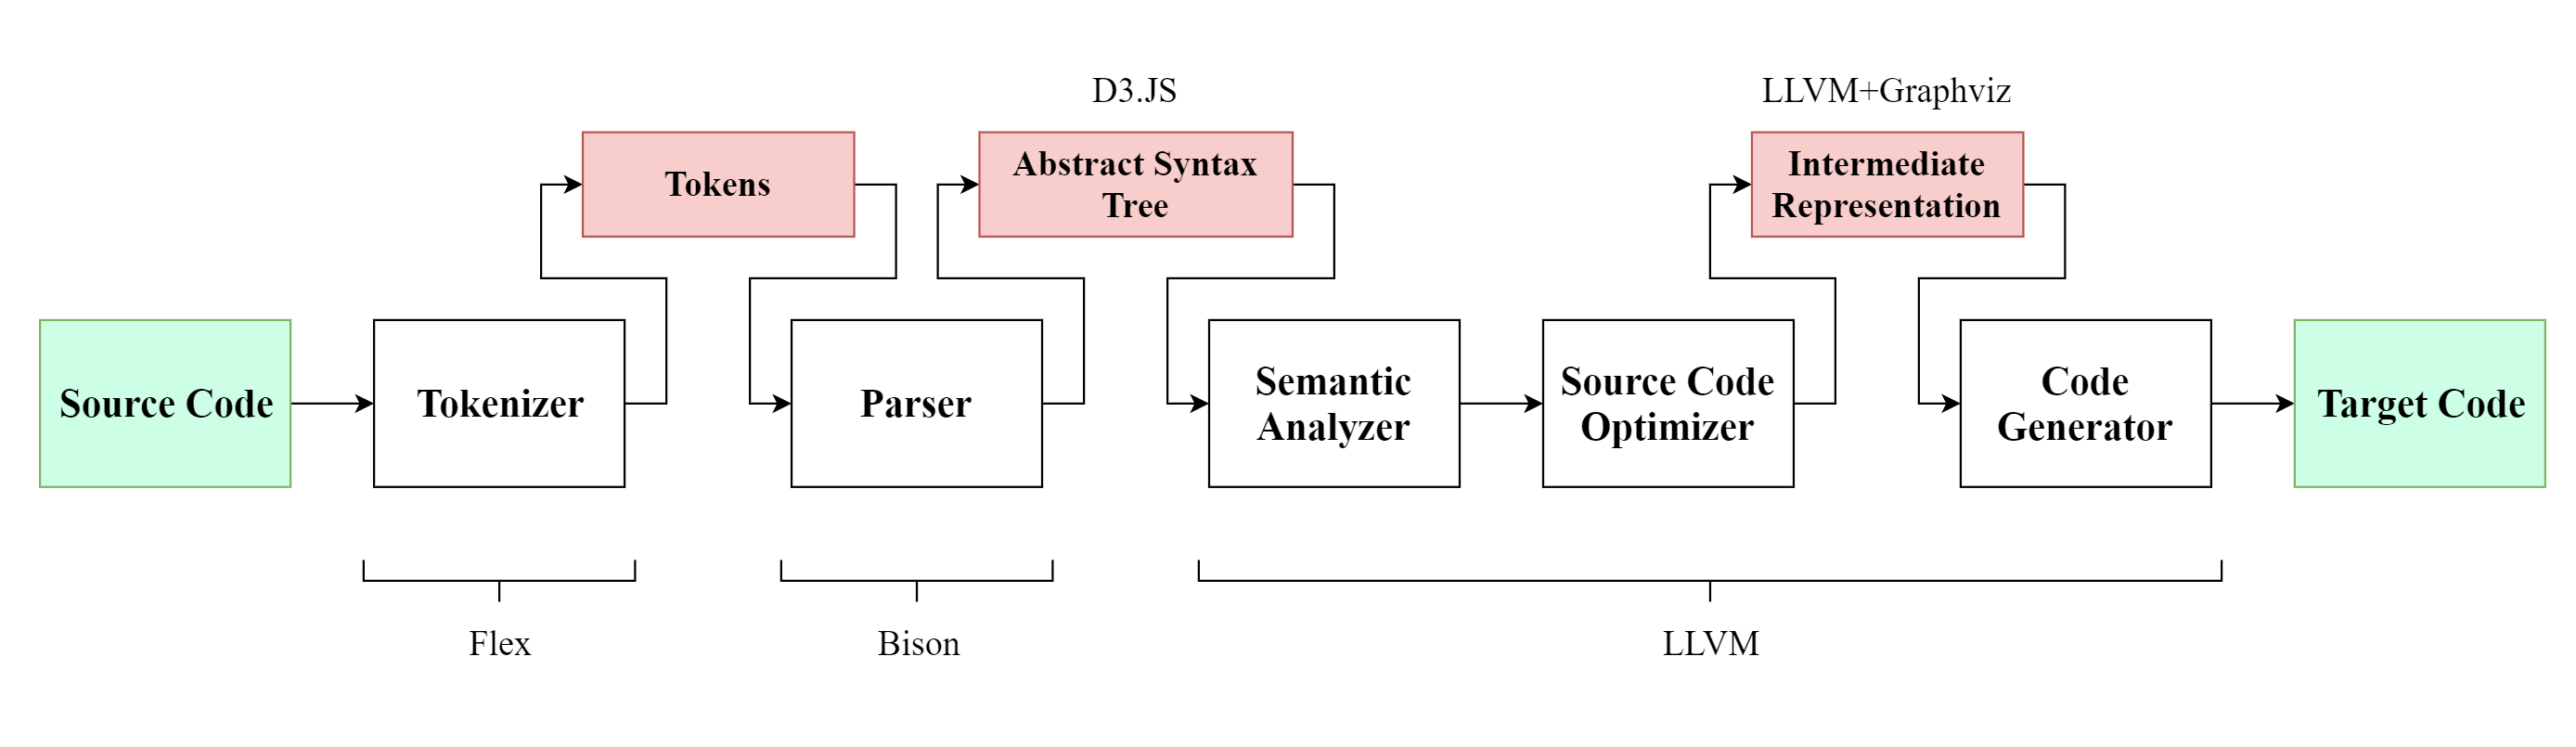 D3.JS
LLVM+Graphviz
Tokens
Abstract Syntax
Tree
Intermediate
Representation
Source Code
Tokenizer
Parser
Semantic
Analyzer
Source Code
Optimizer
Code
Generator
Target Code
Flex
Bison
LLVM